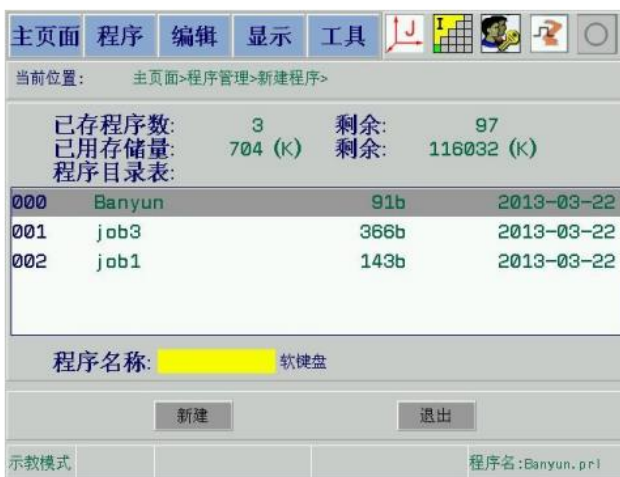 主页面 程序 编辑 显示 工具 J I
当前位置: 主页面>程序管理>新建程序>
已存程序数: 3 剩余: 97
已用存储量: 704 (K) 剩余: 116032 (K)
程序目录表:
000 Banyun 91b 2013-03-22
001 job3 366b 2013-03-22
002 job1 143b 2013-03-22
程序名称: 软键盘
新建 退出
示教模式 程序名:Banyun.prl